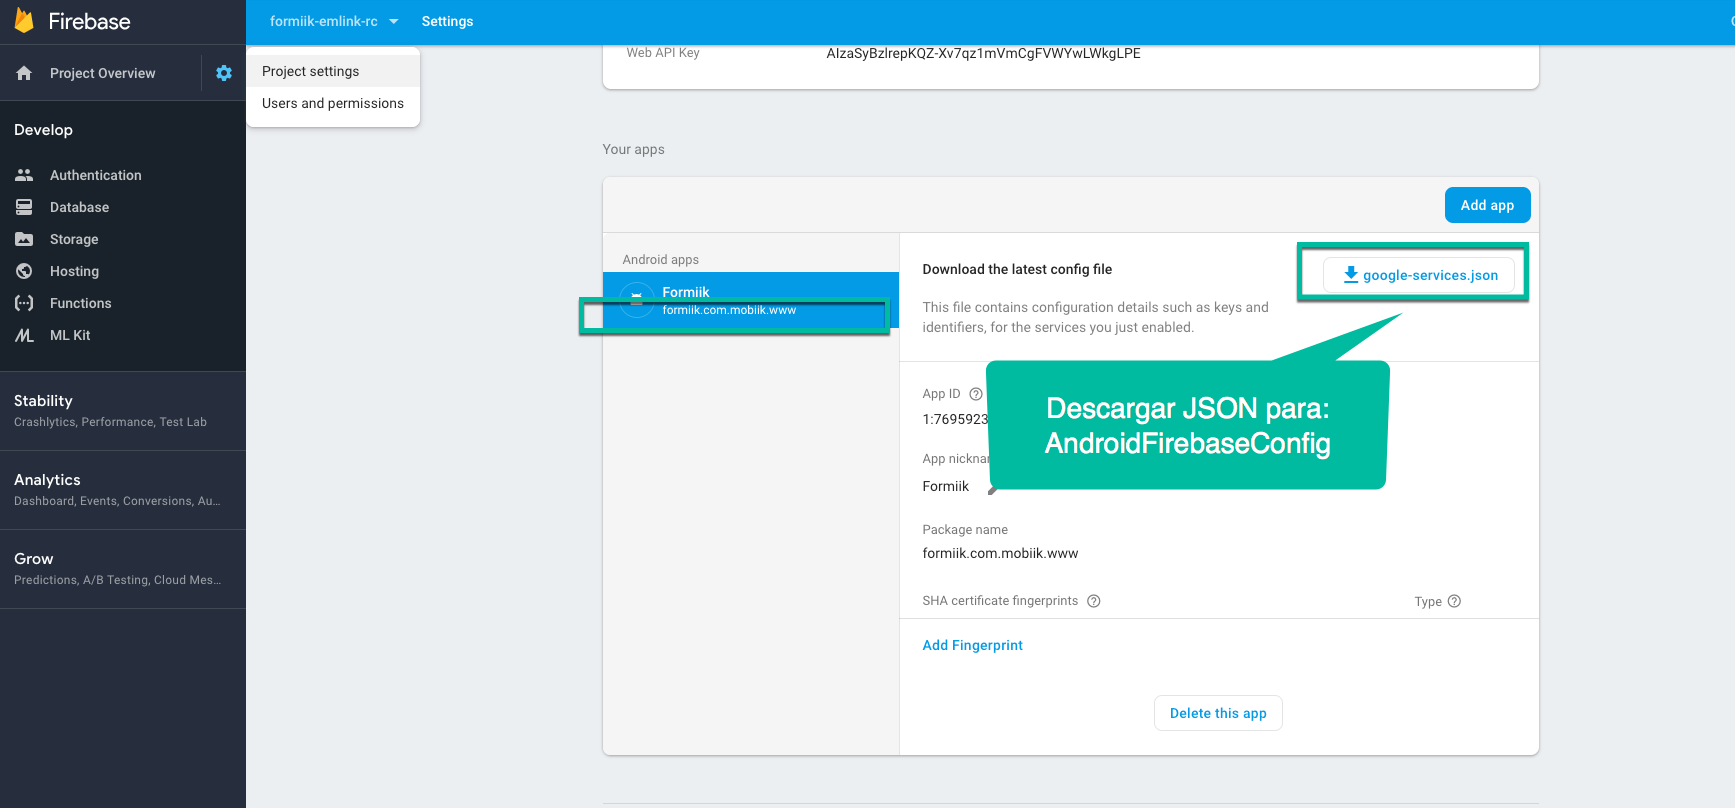 Firebase
formiik-emlink-rc
Settings
Project Overview
Project settings
Users and permissions
Develop
Authentication
Database
Storage
Hosting
Functions
ML Kit
Stability
Crashlytics, Performance, Test Lab
Analytics
Dashboard, Events, Conversions, Au...
Grow
Predictions, A/B Testing, Cloud Mes...
Web API Key
AIzaSyBzIrepKQZ-Xv7qz1mVmCgFVWYwLWkgLPE
Your apps
Add app
Android apps
Formiik
formiik.com.mobiik.www
Download the latest config file
google-services.json
This file contains configuration details such as keys and
identifiers, for the services you just enabled.
Descargar JSON para:
AndroidFirebaseConfig
App ID
1:7695923
App nicknam
Formiik
Package name
formiik.com.mobiik.www
SHA certificate fingerprints
Type
Add Fingerprint
Delete this app